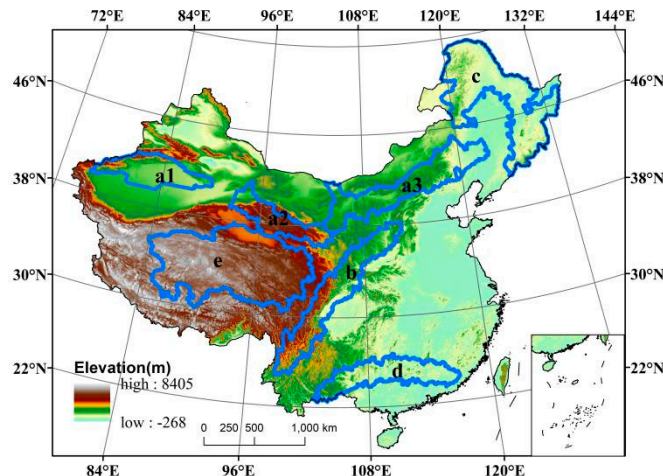 72°E 84°E 96°E 108°E 120°E 132°E 144°E
46°N 46°N
c
38°N a1 a3 38°N
a2
b
30°N e 30°N
22°N d 22°N
Elevation(m)
high : 8405
low : -268
0 250 500 1,000 km
84°E 96°E 108°E 120°E